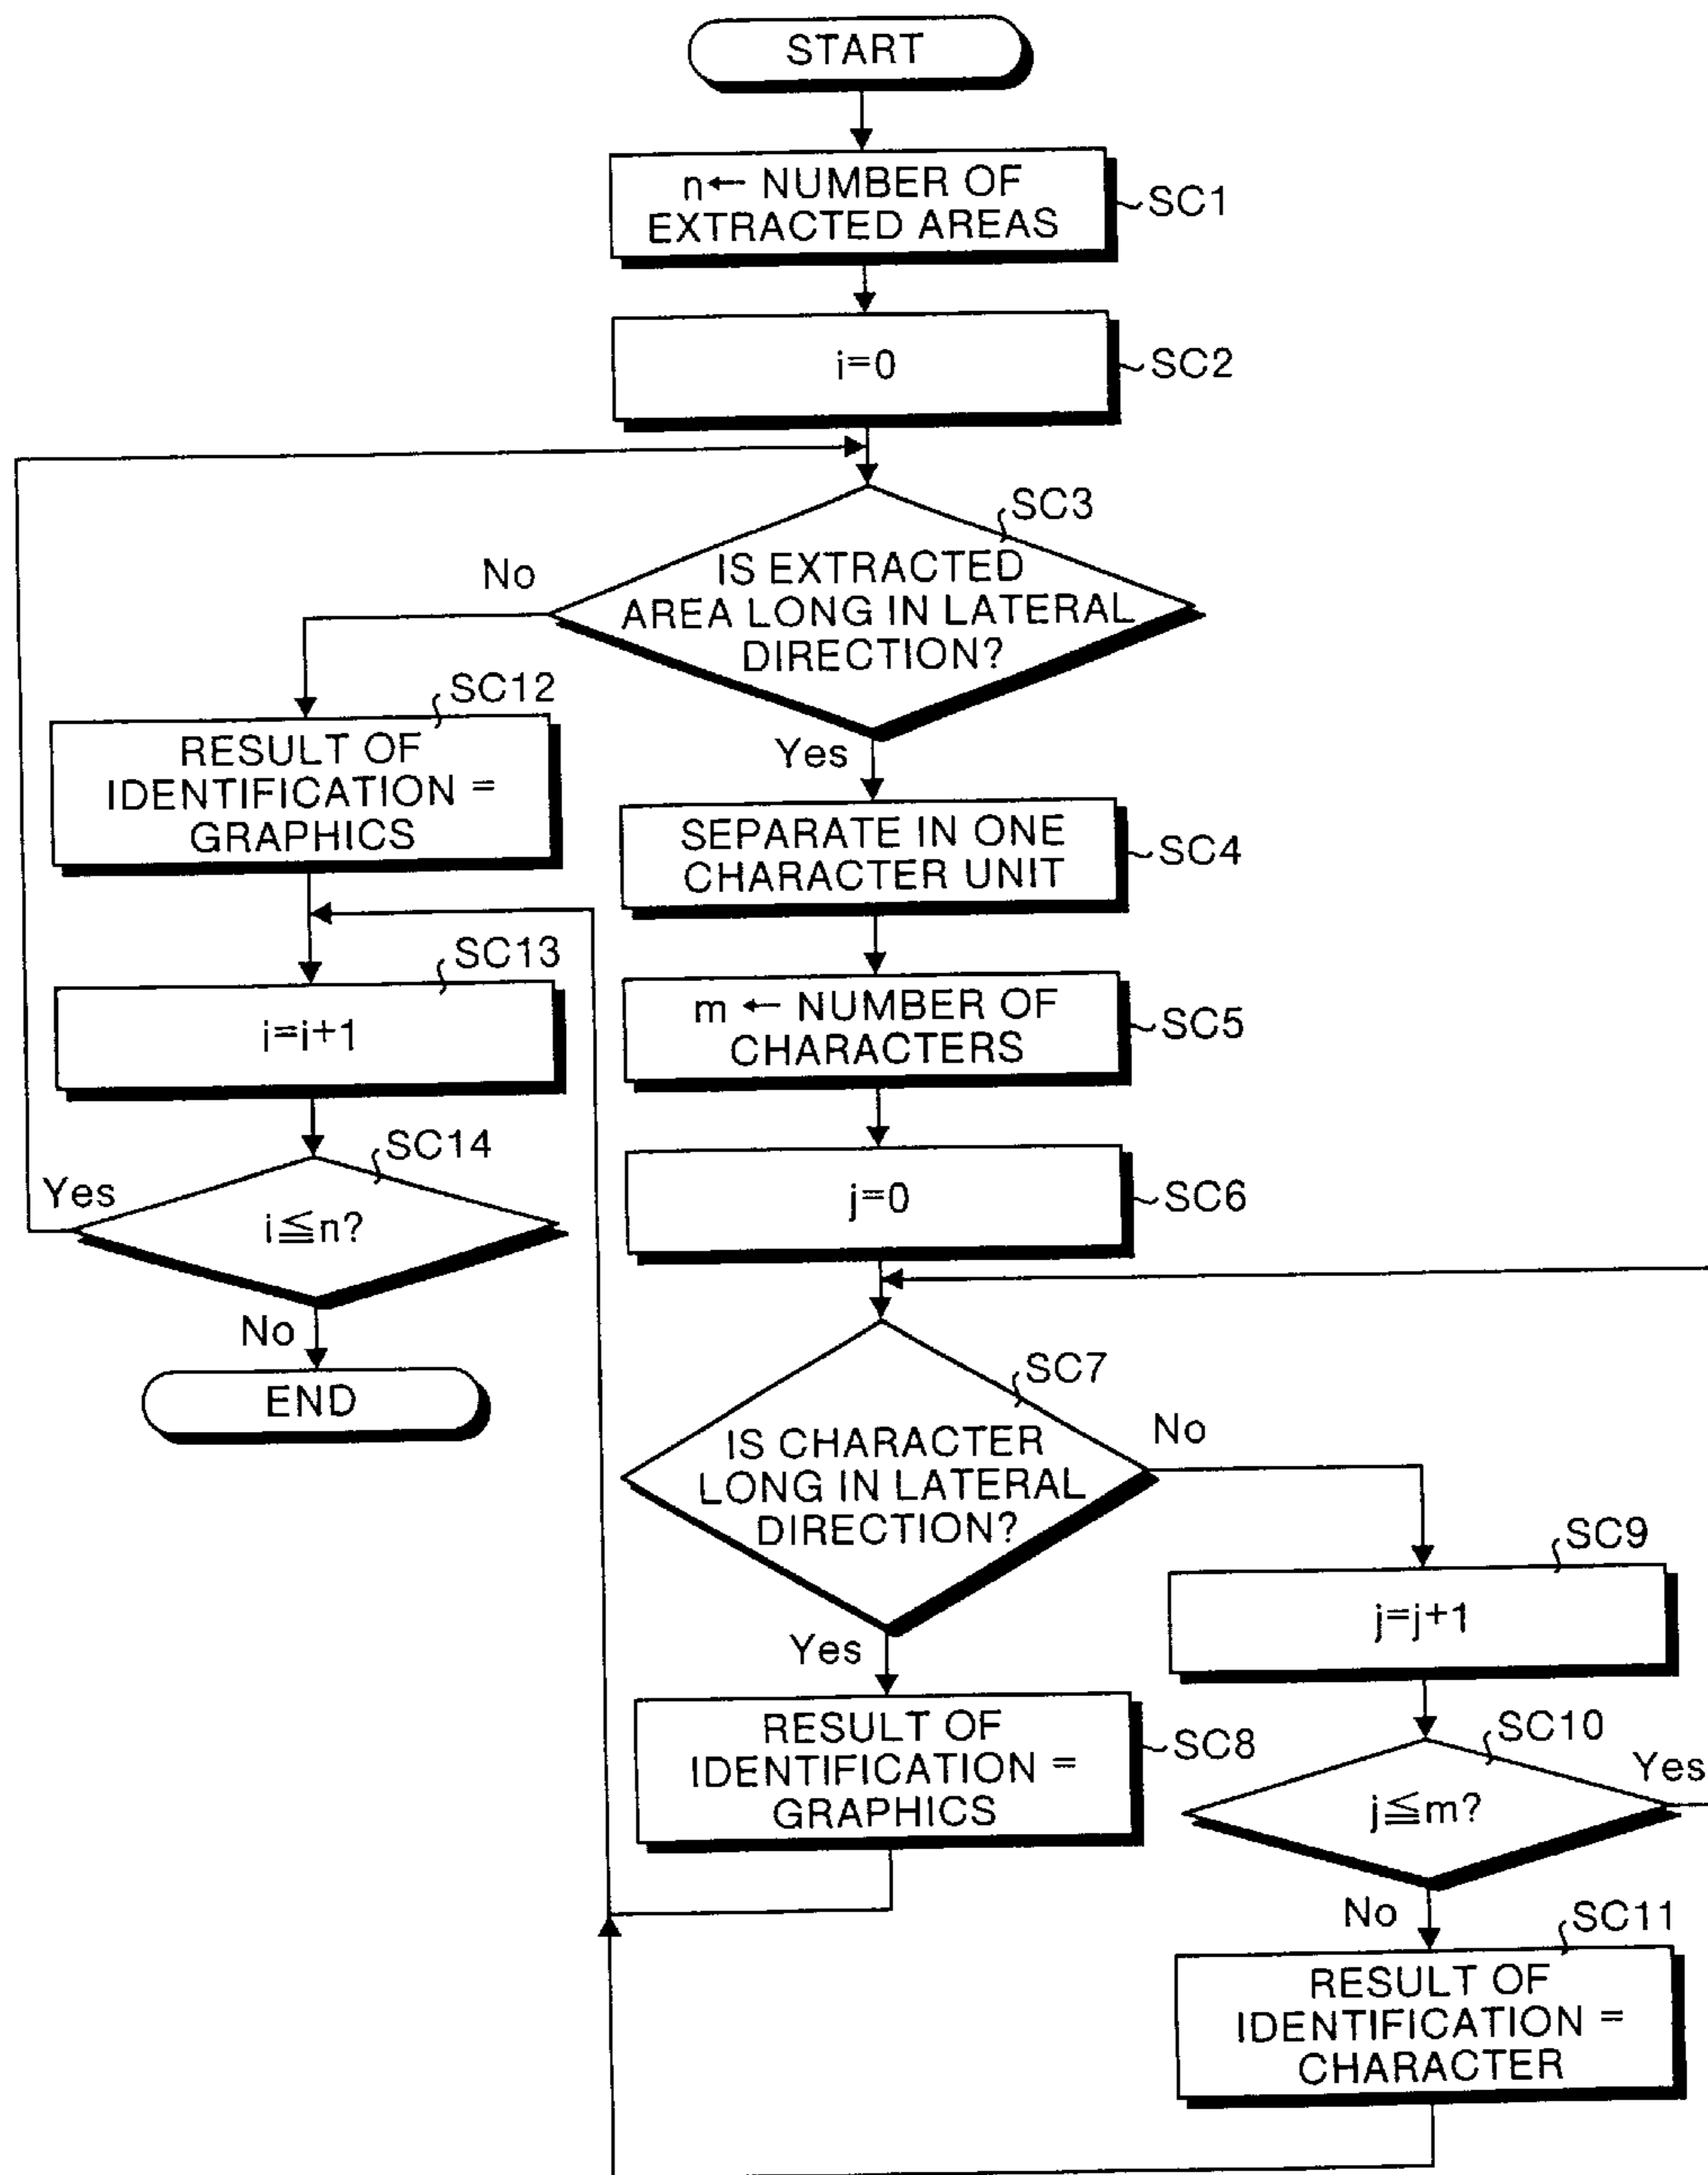 START
n← NUMBER OF
EXTRACTED AREAS
SC1
i=0
SC2
SC3
IS EXTRACTED
AREA LONG IN LATERAL
DIRECTION?
No
Yes
SC12
RESULT OF
IDENTIFICATION =
GRAPHICS
SEPARATE IN ONE
CHARACTER UNIT
SC4
SC13
i=i+1
m ← NUMBER OF
CHARACTERS
SC5
SC14
i≦n?
Yes
No
END
j=0
SC6
SC7
IS CHARACTER
LONG IN LATERAL
DIRECTION?
No
Yes
SC9
j=j+1
RESULT OF
IDENTIFICATION =
GRAPHICS
SC8
SC10
j≦m?
Yes
No
SC11
RESULT OF
IDENTIFICATION =
CHARACTER